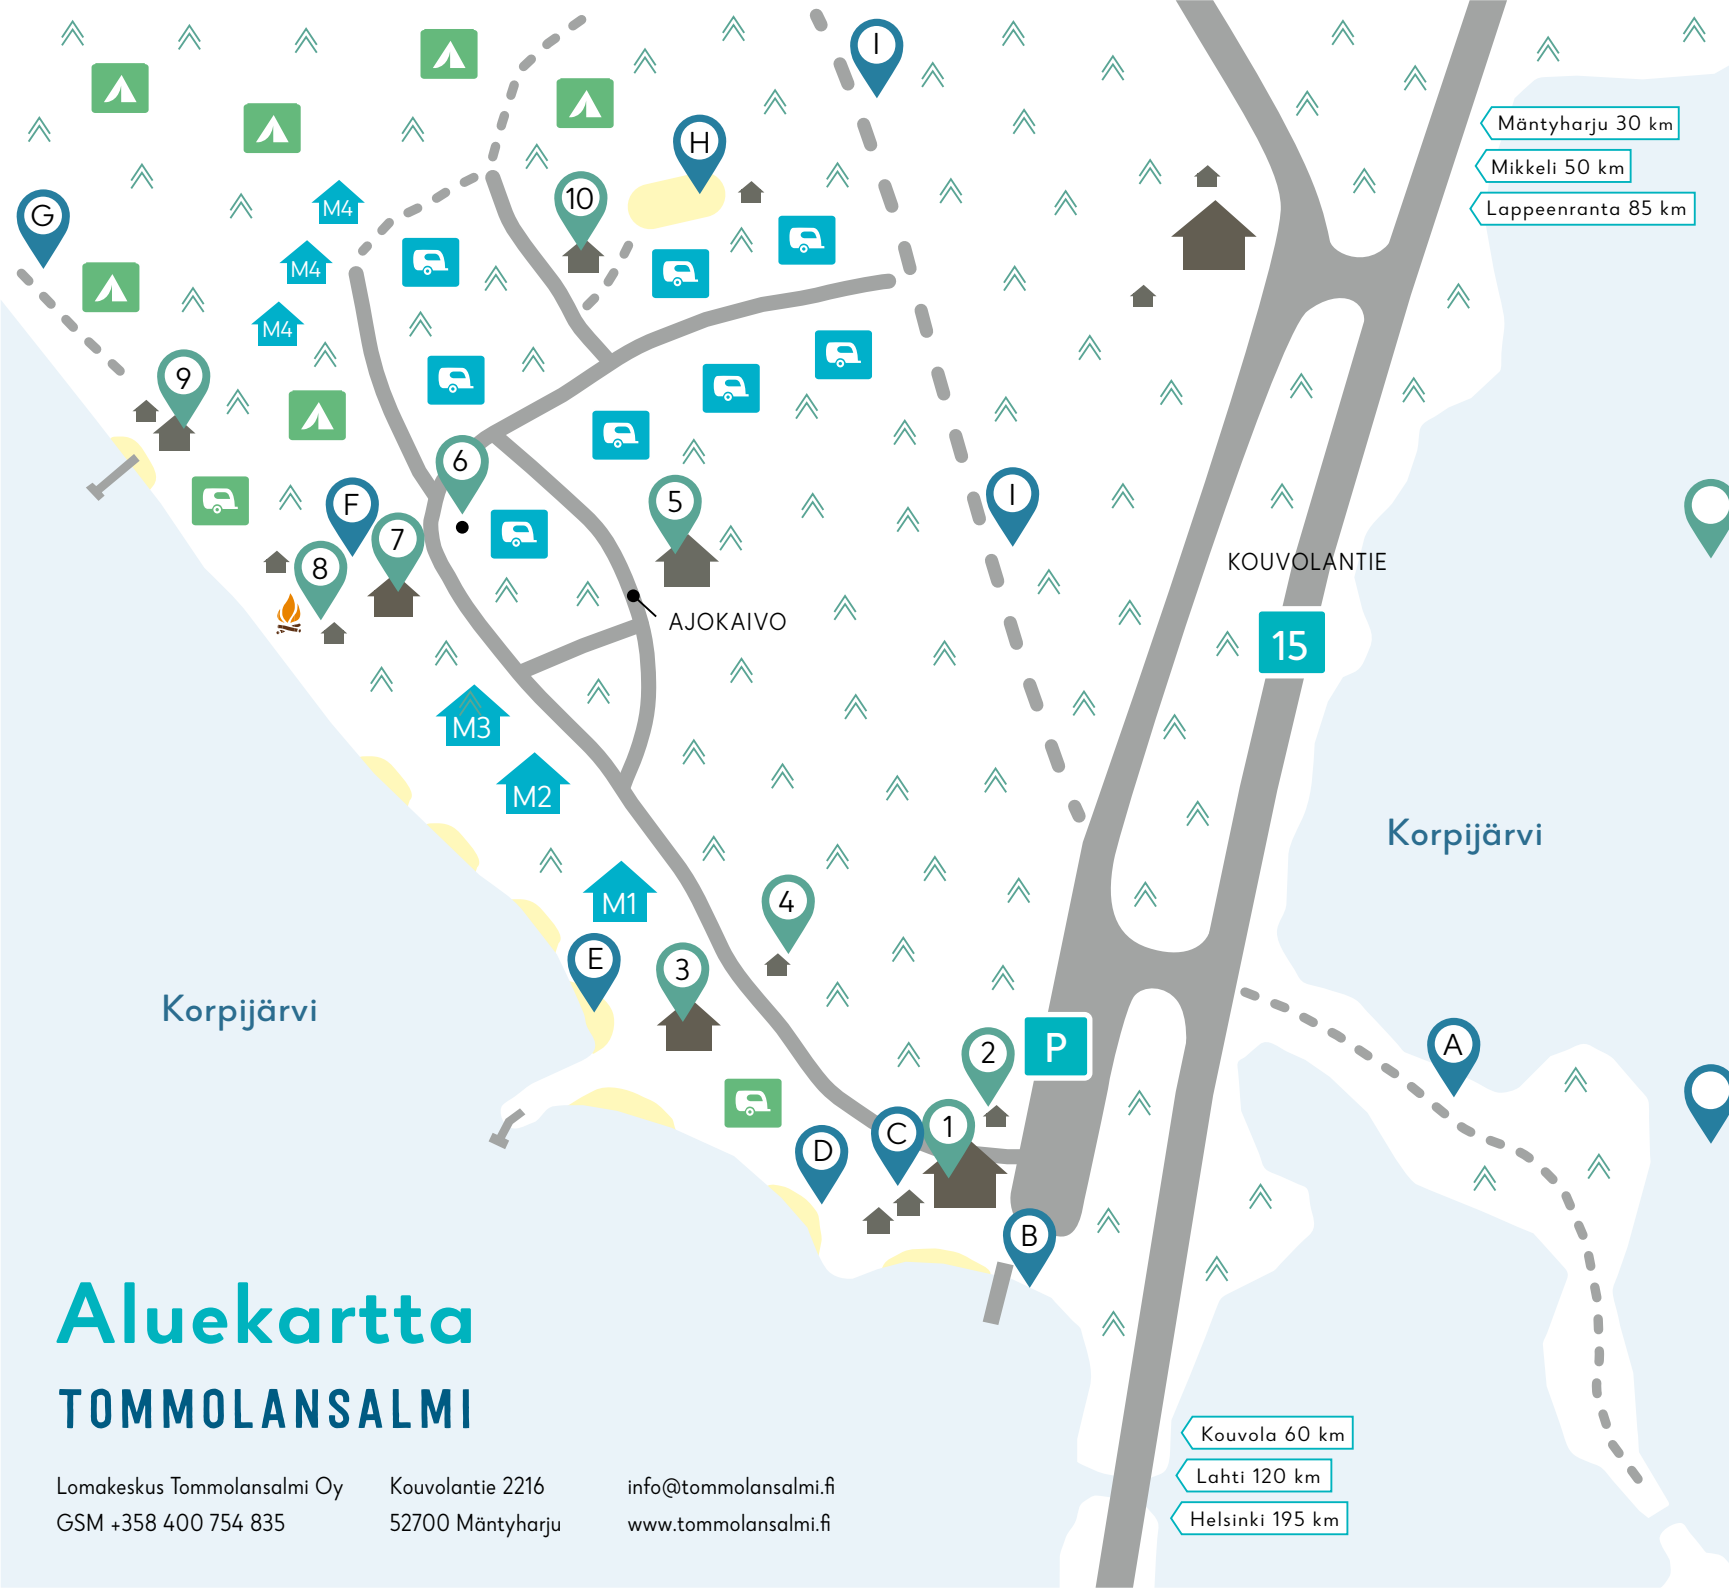 I
H
Mäntyharju 30 km
Mikkeli 50 km
Lappeenranta 85 km
10
G
M4
M4
M4
9
6
F
5
I
7
8
KOUVOLANTIE
AJOKAIVO
15
M3
M2
Korpijärvi
M1
4
E
3
Korpijärvi
2
P
A
1
C
D
B
Aluekartta
TOMMOLANSALMI
Kouvola 60 km
Lahti 120 km
Helsinki 195 km
Lomakeskus Tommolansalmi Oy
GSM +358 400 754 835
Kouvolantie 2216
52700 Mäntyharju
info@tommolansalmi.fi
www.tommolansalmi.fi